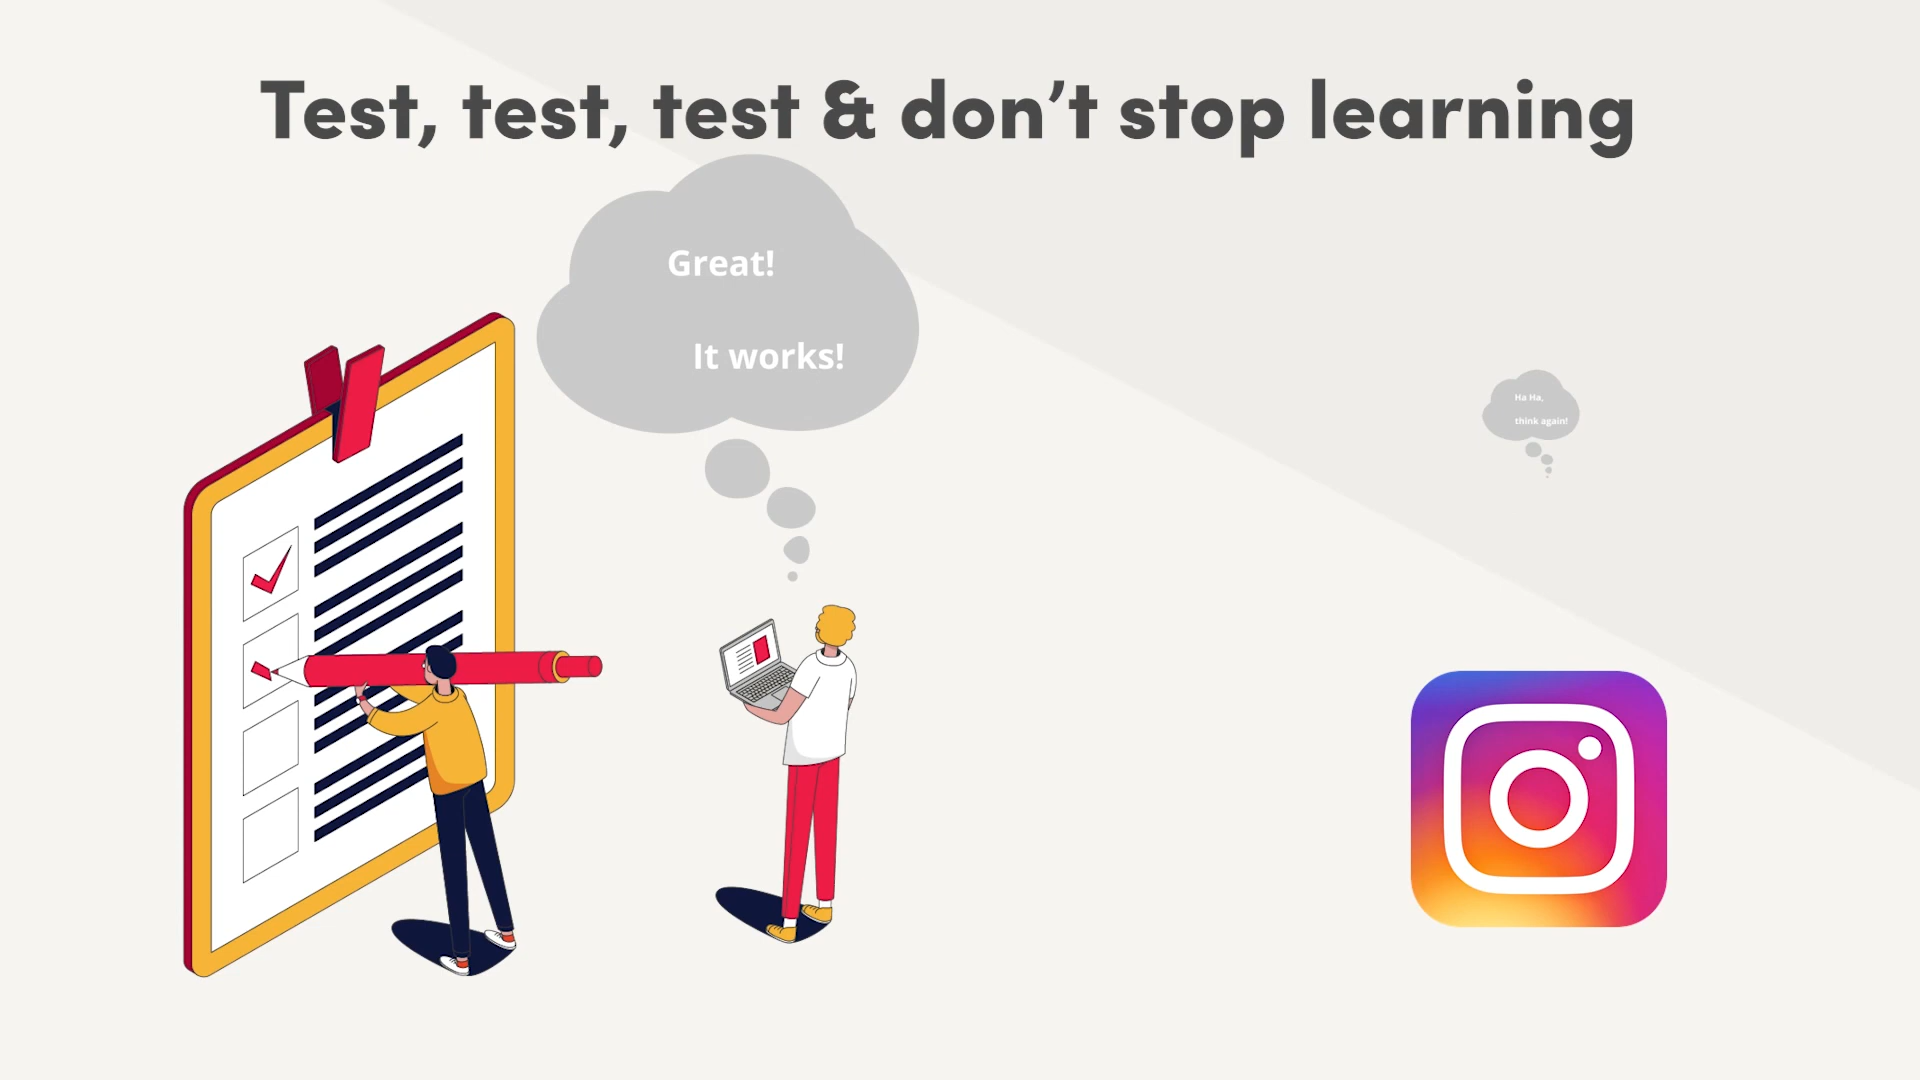 Test, test, test & don’t stop learning
Great!
It works!
Ha Ha,
think again!